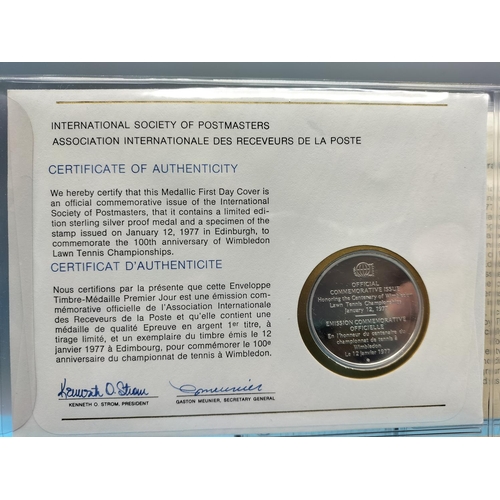 INTERNATIONAL SOCIETY OF POSTMASTERS
ASSOCIATION INTERNATIONALE DES RECEVEURS DE LA POSTE
CERTIFICATE OF AUTHENTICITY
We hereby certify that this Medallic First Day Cover is
an official commemorative issue of the International
Society of Postmasters, that it contains a limited edi-
tion sterling silver proof medal and a specimen of the
stamp issued on January 12, 1977 in Edinburgh, to
commemorate the 100th anniversary of Wimbledon
Lawn Tennis Championships.
CERTIFICAT D'AUTHENTICITE
Nous certifions par la présente que cette Enveloppe
Timbre-Médaille Premier Jour est une émission com-
mémorative officielle de l'Association Internationale
des Receveurs de la Poste et qu'elle contient une
médaille de qualité Epreuve en argent 1er titre, à
tirage limité, et un exemplaire du timbre émis le 12
janvier 1977 à Edimbourg, pour commémorer le 100e
anniversaire du championnat de tennis à Wimbledon.
Kenneth O. Strom
KENNETH O. STROM, PRESIDENT
GMeunier
GASTON MEUNIER, SECRETARY GENERAL
OFFICIAL
COMMEMORATIVE ISSUE
Honoring the Centenary of Wimbledon
Lawn Tennis Championships
January 12, 1977
EMISSION COMMEMORATIVE
OFFICIELLE
En l'honneur du centenaire du
championnat de tennis à
Wimbledon
Le 12 janvier 1977